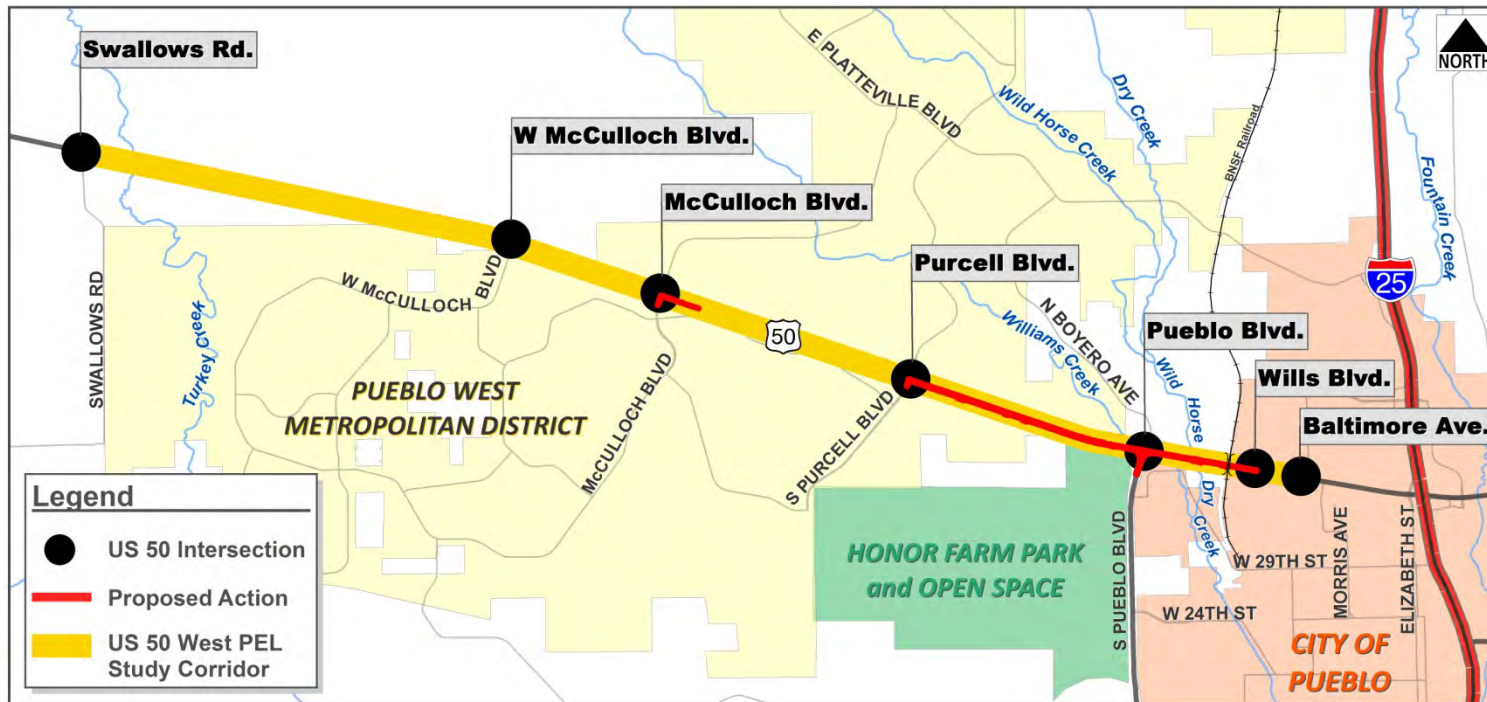 Swallows Rd.
W McCulloch Blvd.
McCulloch Blvd.
Purcell Blvd.
Pueblo Blvd.
Wills Blvd.
Baltimore Ave.
NORTH
E PLATTEVILLE BLVD
Wild Horse Creek
Dry Creek
BNSF Railroad
Fountain Creek
25
SWALLOWS RD
Turkey Creek
W McCULLOCH BLVD
McCULLOCH BLVD
50
S PURCELL BLVD
Williams Creek
N BOYERO AVE
Wild Horse Dry Creek
PUEBLO WEST
METROPOLITAN DISTRICT
HONOR FARM PARK
and OPEN SPACE
S PUEBLO BLVD
W 29TH ST
W 24TH ST
MORRIS AVE
ELIZABETH ST
CITY OF
PUEBLO
Legend
US 50 Intersection
Proposed Action
US 50 West PEL
Study Corridor